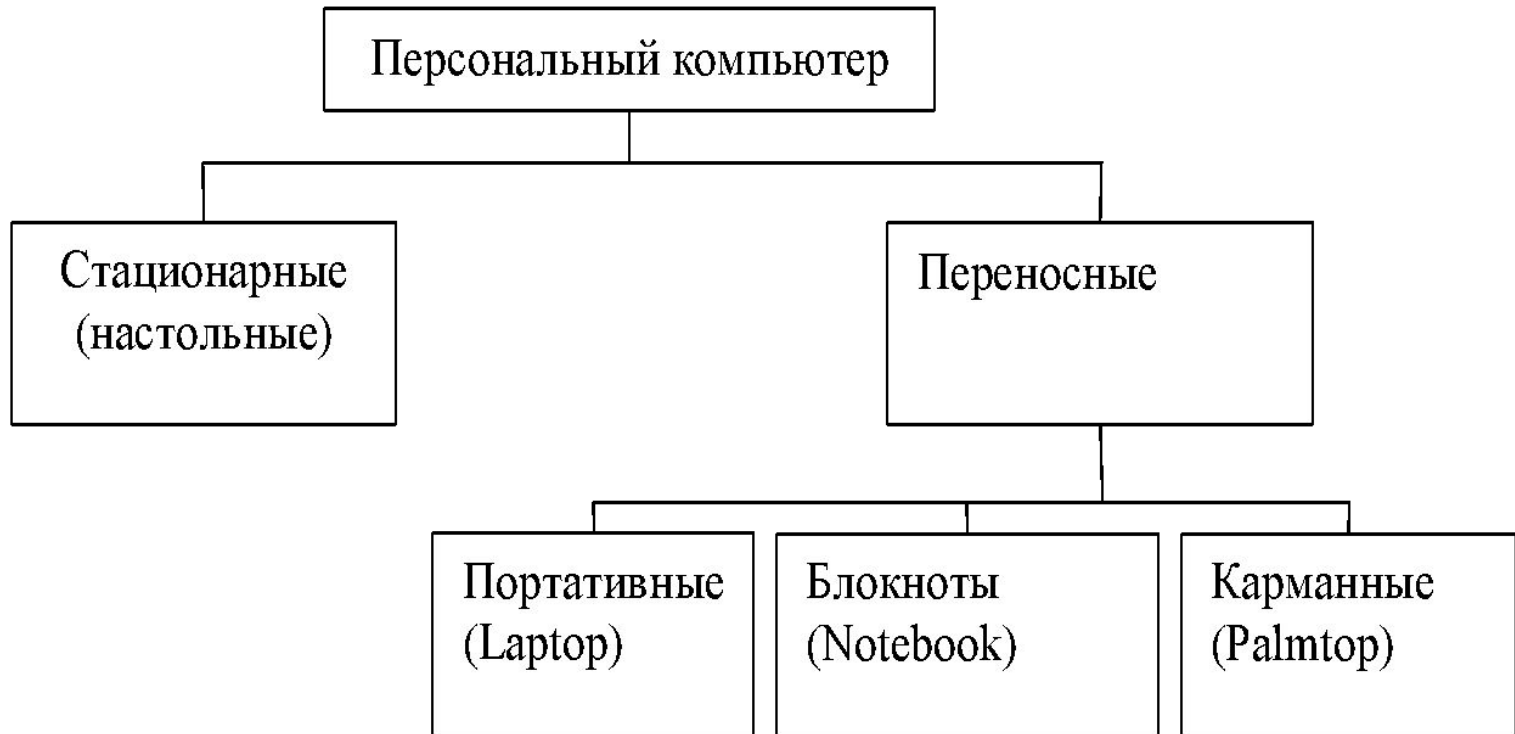 Персональный компьютер
Стационарные
(настольные)
Переносные
Портативные
(Laptop)
Блокноты
(Notebook)
Карманные
(Palmtop)